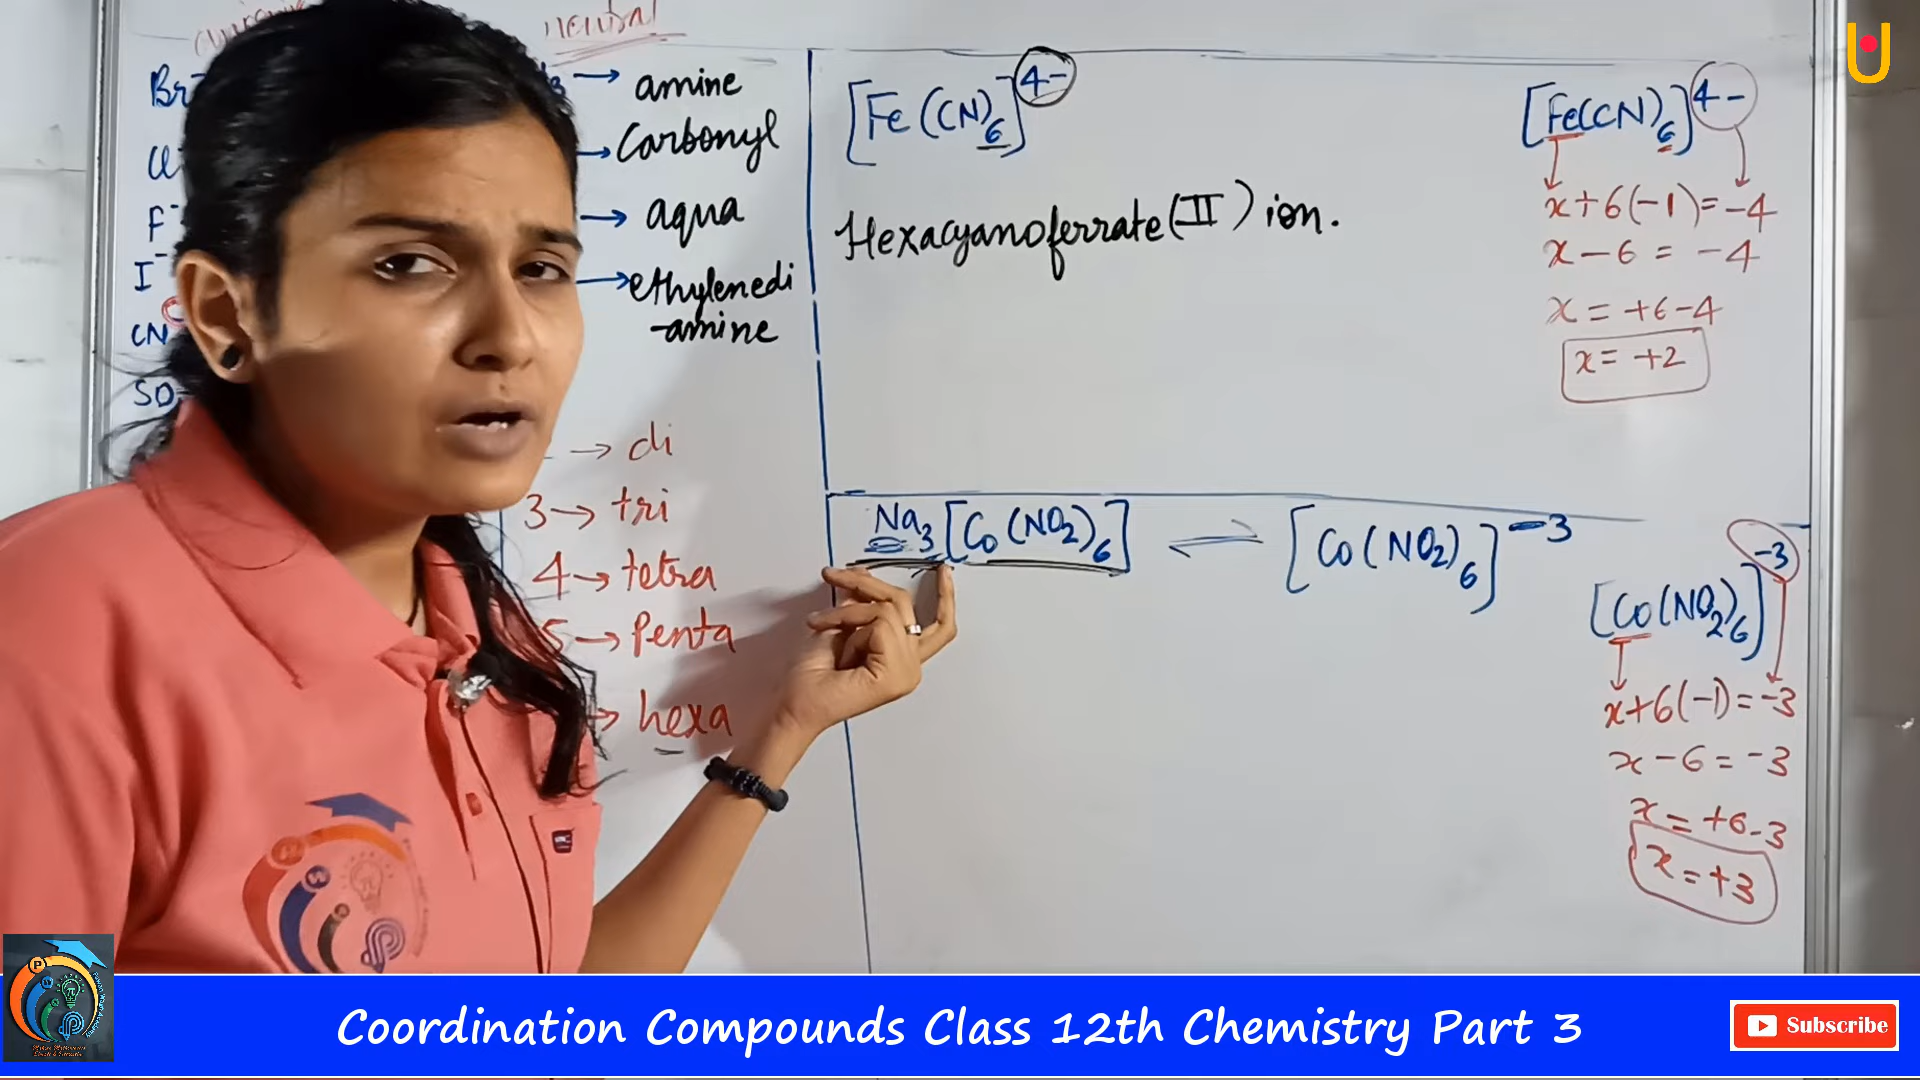 neutral
Br⁻
→ amine
→ Carbonyl
F⁻
→ aqua
I⁻
→ ethylenedi
-amine
CN
SO
→ di
3 → tri
4 → tetra
5 → Penta
→ hexa
[Fe(CN)₆]⁴⁻
Hexacyanoferrate(II) ion.
[Fe(CN)₆]⁴⁻
x+6(-1)=-4
x-6 = -4
x = +6-4
x = +2
Na₃[Co(NO₂)₆] ⇌ [Co(NO₂)₆]⁻³
[Co(NO₂)₆]⁻³
x+6(-1)=-3
x-6=-3
x=+6-3
x=+3
Coordination Compounds Class 12th Chemistry Part 3
Subscribe